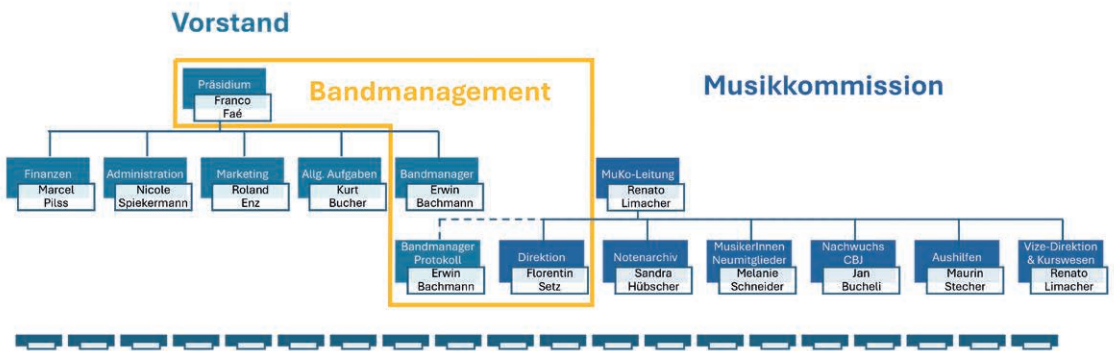 Vorstand
Bandmanagement
Musikkommission
Präsidium
Franco
Faé
Finanzen
Marcel
Pilss
Administration
Nicole
Spiekermann
Marketing
Roland
Enz
Allg. Aufgaben
Kurt
Bucher
Bandmanager
Erwin
Bachmann
MuKo-Leitung
Renato
Limacher
Bandmanager
Protokoll
Erwin
Bachmann
Direktion
Florentin
Setz
Notenarchiv
Sandra
Hübscher
MusikerInnen
Neumitglieder
Melanie
Schneider
Nachwuchs
CBJ
Jan
Bucheli
Aushilfen
Maurin
Stecher
Vize-Direktion
& Kurswesen
Renato
Limacher